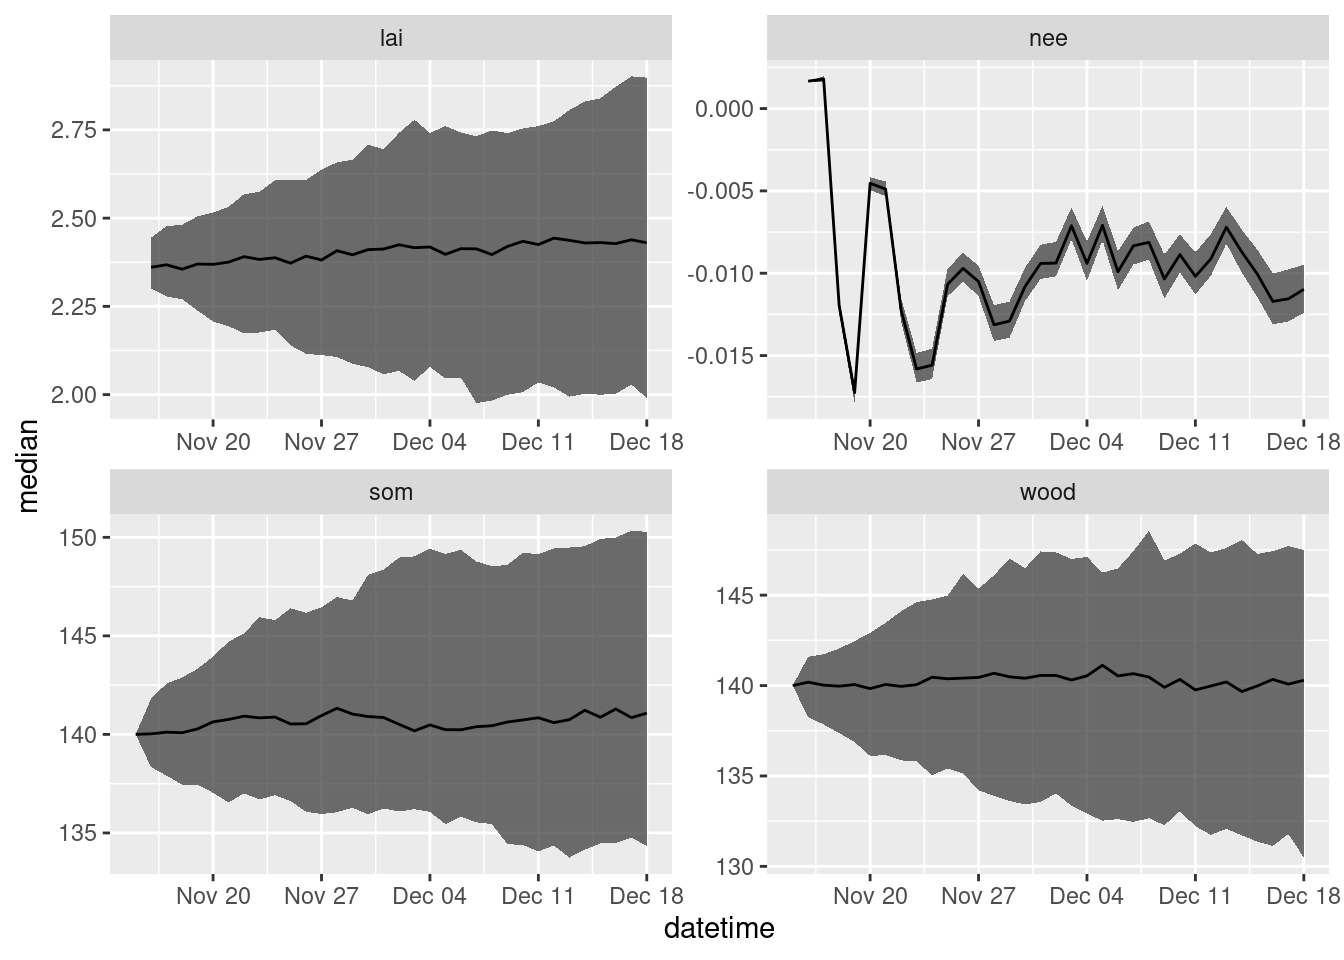 lai
nee
2.75
2.50
2.25
2.00
0.000
-0.005
-0.010
-0.015
Nov 20 Nov 27 Dec 04 Dec 11 Dec 18
Nov 20 Nov 27 Dec 04 Dec 11 Dec 18
median
som
wood
150
145
140
135
145
140
135
130
Nov 20 Nov 27 Dec 04 Dec 11 Dec 18
Nov 20 Nov 27 Dec 04 Dec 11 Dec 18
datetime